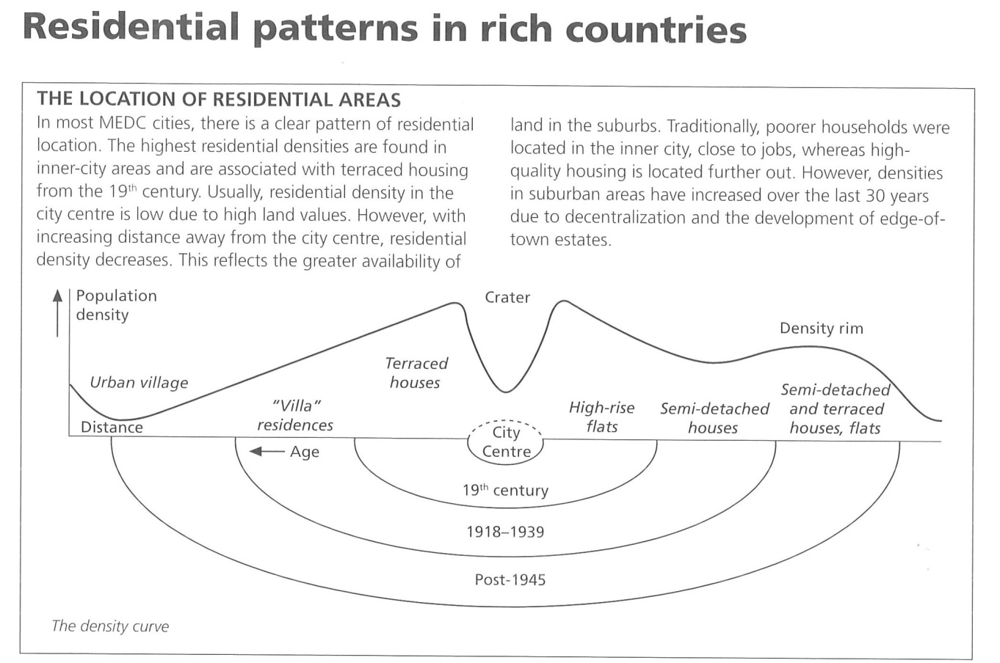 Residential patterns in rich countries
THE LOCATION OF RESIDENTIAL AREAS
In most MEDC cities, there is a clear pattern of residential
location. The highest residential densities are found in
inner-city areas and are associated with terraced housing
from the 19th century. Usually, residential density in the
city centre is low due to high land values. However, with
increasing distance away from the city centre, residential
density decreases. This reflects the greater availability of
land in the suburbs. Traditionally, poorer households were
located in the inner city, close to jobs, whereas high-
quality housing is located further out. However, densities
in suburban areas have increased over the last 30 years
due to decentralization and the development of edge-of-
town estates.
Population
density
Crater
Density rim
Urban village
Terraced
houses
"Villa"
residences
High-rise
flats
Semi-detached
houses
Semi-detached
and terraced
houses, flats
Distance
City
Centre
Age
19th century
1918–1939
Post-1945
The density curve